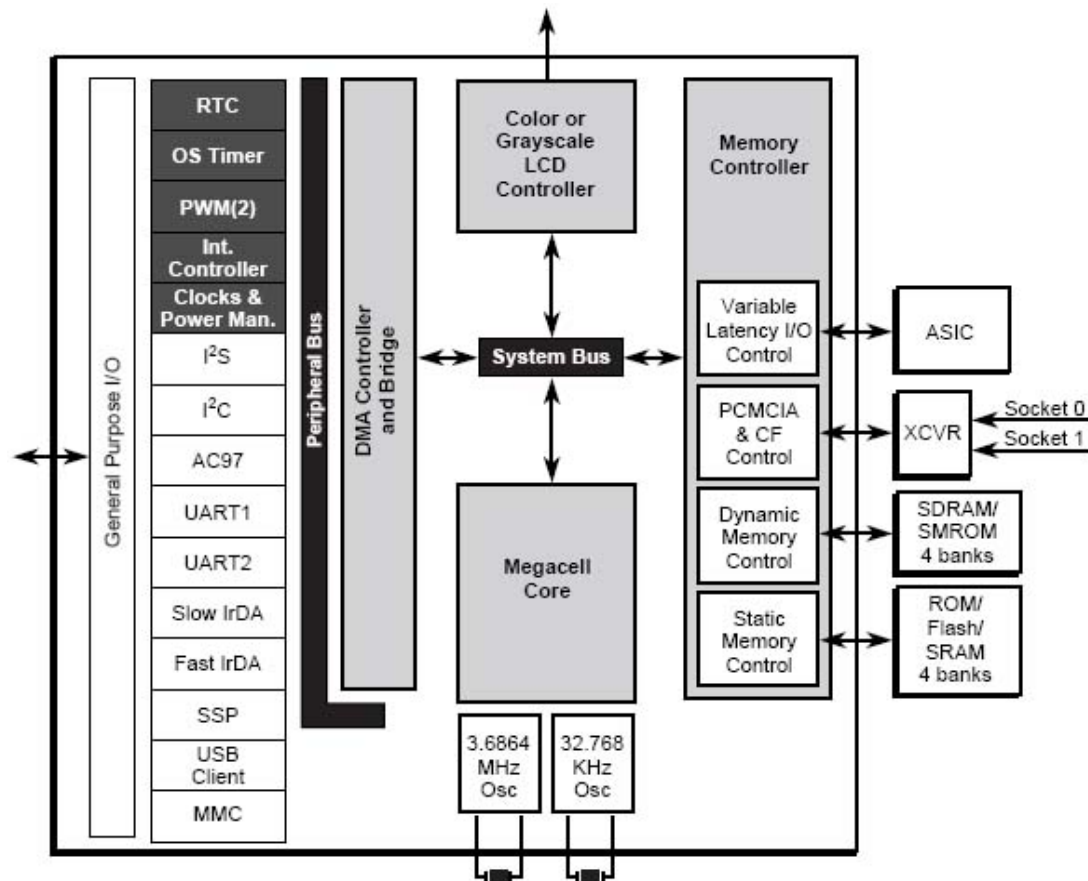 General Purpose I/O
RTC
OS Timer
PWM(2)
Int.
Controller
Clocks &
Power Man.
I²S
I²C
AC97
UART1
UART2
Slow IrDA
Fast IrDA
SSP
USB
Client
MMC
Peripheral Bus
DMA Controller
and Bridge
Color or
Grayscale
LCD
Controller
System Bus
Megacell
Core
3.6864
MHz
Osc
32.768
KHz
Osc
Memory
Controller
Variable
Latency I/O
Control
PCMCIA
& CF
Control
Dynamic
Memory
Control
Static
Memory
Control
ASIC
XCVR
Socket 0
Socket 1
SDRAM/
SMROM
4 banks
ROM/
Flash/
SRAM
4 banks